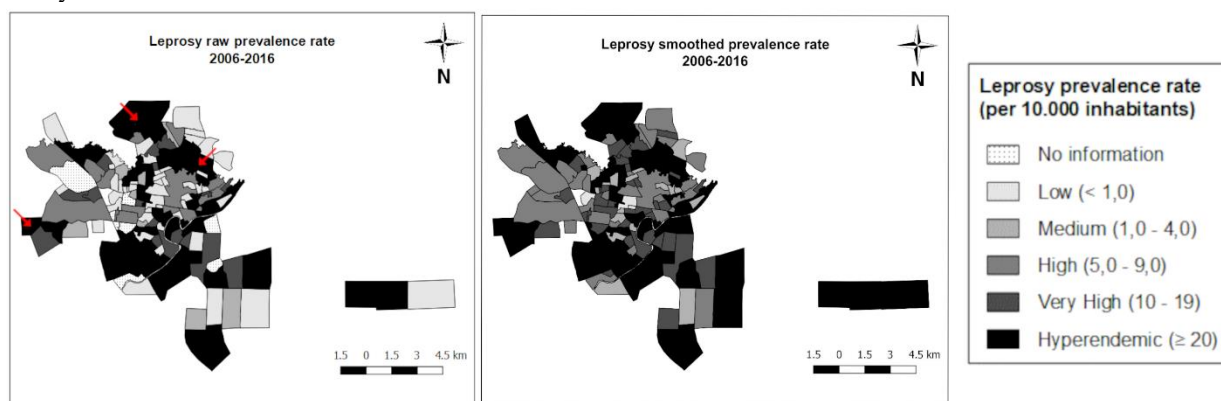 Leprosy raw prevalence rate
2006-2016
N
1.5 0 1.5 3 4.5 km
Leprosy smoothed prevalence rate
2006-2016
N
1.5 0 1.5 3 4.5 km
Leprosy prevalence rate
(per 10.000 inhabitants)
No information
Low (< 1,0)
Medium (1,0 - 4,0)
High (5,0 - 9,0)
Very High (10 - 19)
Hyperendemic (≥ 20)